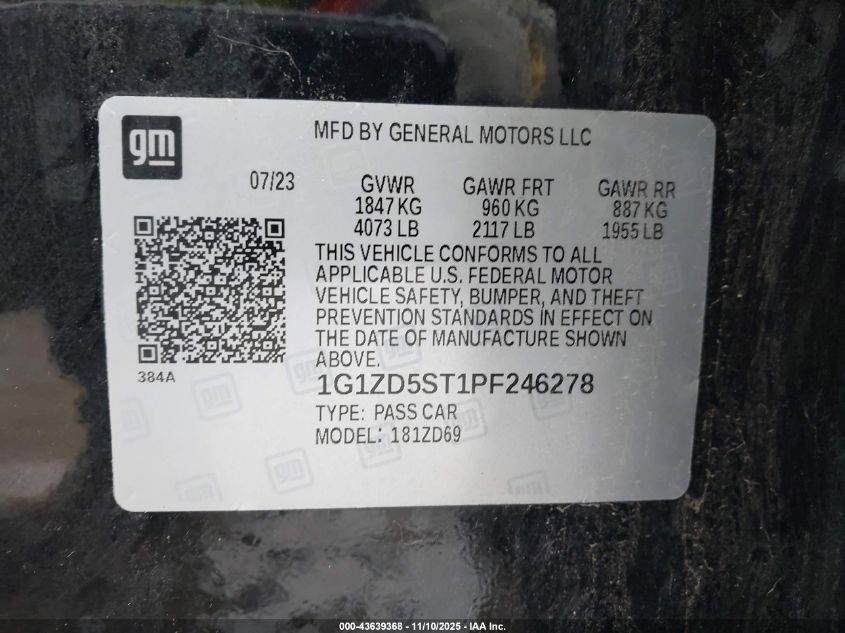 gm
MFD BY GENERAL MOTORS LLC
07/23
GVWR GAWR FRT GAWR RR
1847 KG 960 KG 887 KG
4073 LB 2117 LB 1955 LB
THIS VEHICLE CONFORMS TO ALL
APPLICABLE U.S. FEDERAL MOTOR
VEHICLE SAFETY, BUMPER, AND THEFT
PREVENTION STANDARDS IN EFFECT ON
THE DATE OF MANUFACTURE SHOWN
ABOVE.
384A
1G1ZD5ST1PF246278
TYPE: PASS CAR
MODEL: 181ZD69
000-43639368 - 11/10/2025 - IAA Inc.